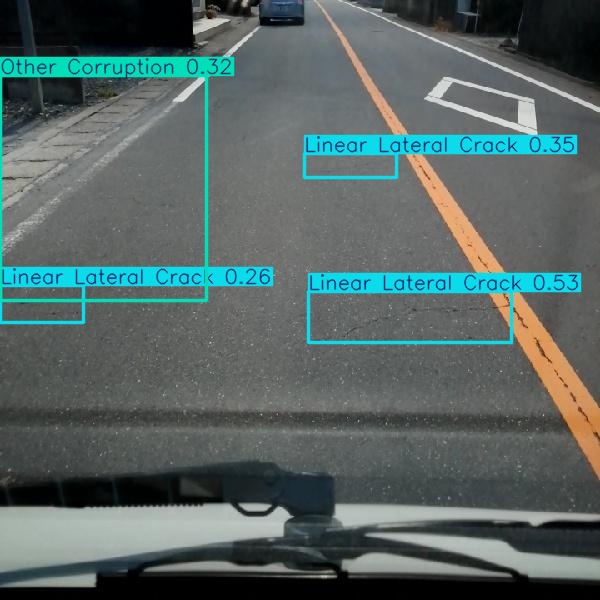 Other Corruption 0.32
Linear Lateral Crack 0.35
Linear Lateral Crack 0.26
Linear Lateral Crack 0.53